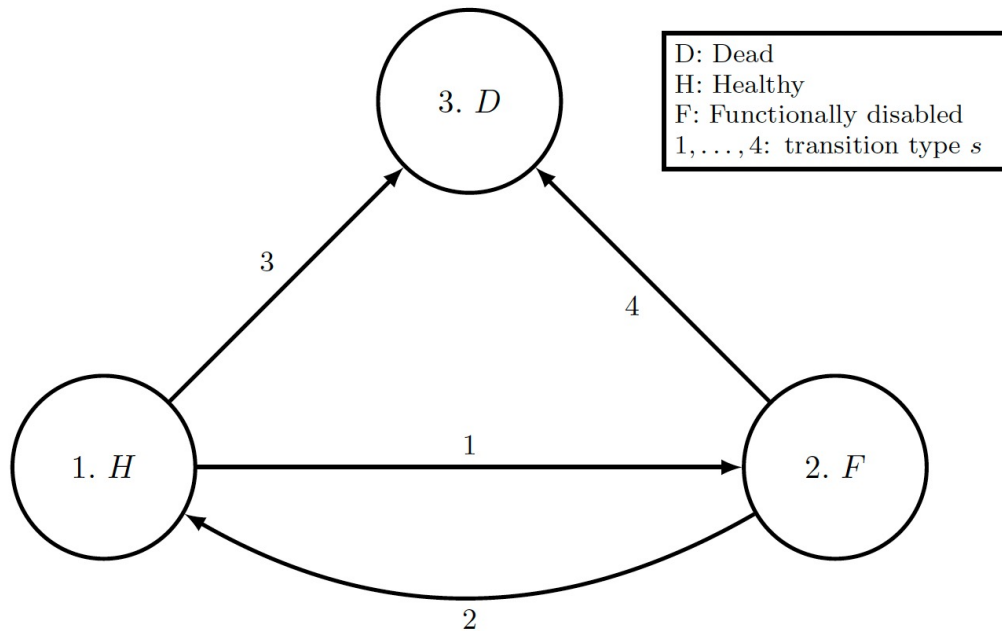 3. D
D: Dead
H: Healthy
F: Functionally disabled
1, . . . , 4: transition type s
3
4
1. H
1
2. F
2